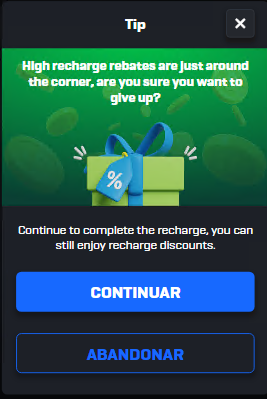 Tip
High recharge rebates are just around
the corner, are you sure you want to
give up?
%
Continue to complete the recharge, you can
still enjoy recharge discounts.
CONTINUAR
ABANDONAR